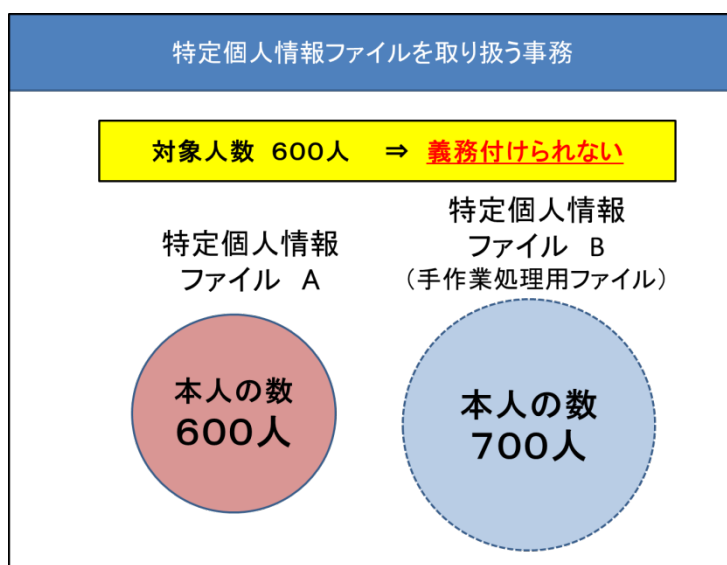 特定個人情報ファイルを取り扱う事務
対象人数 600人 ⇒ 義務付けられない
特定個人情報
ファイル A
特定個人情報
ファイル B
（手作業処理用ファイル）
本人の数
600人
本人の数
700人